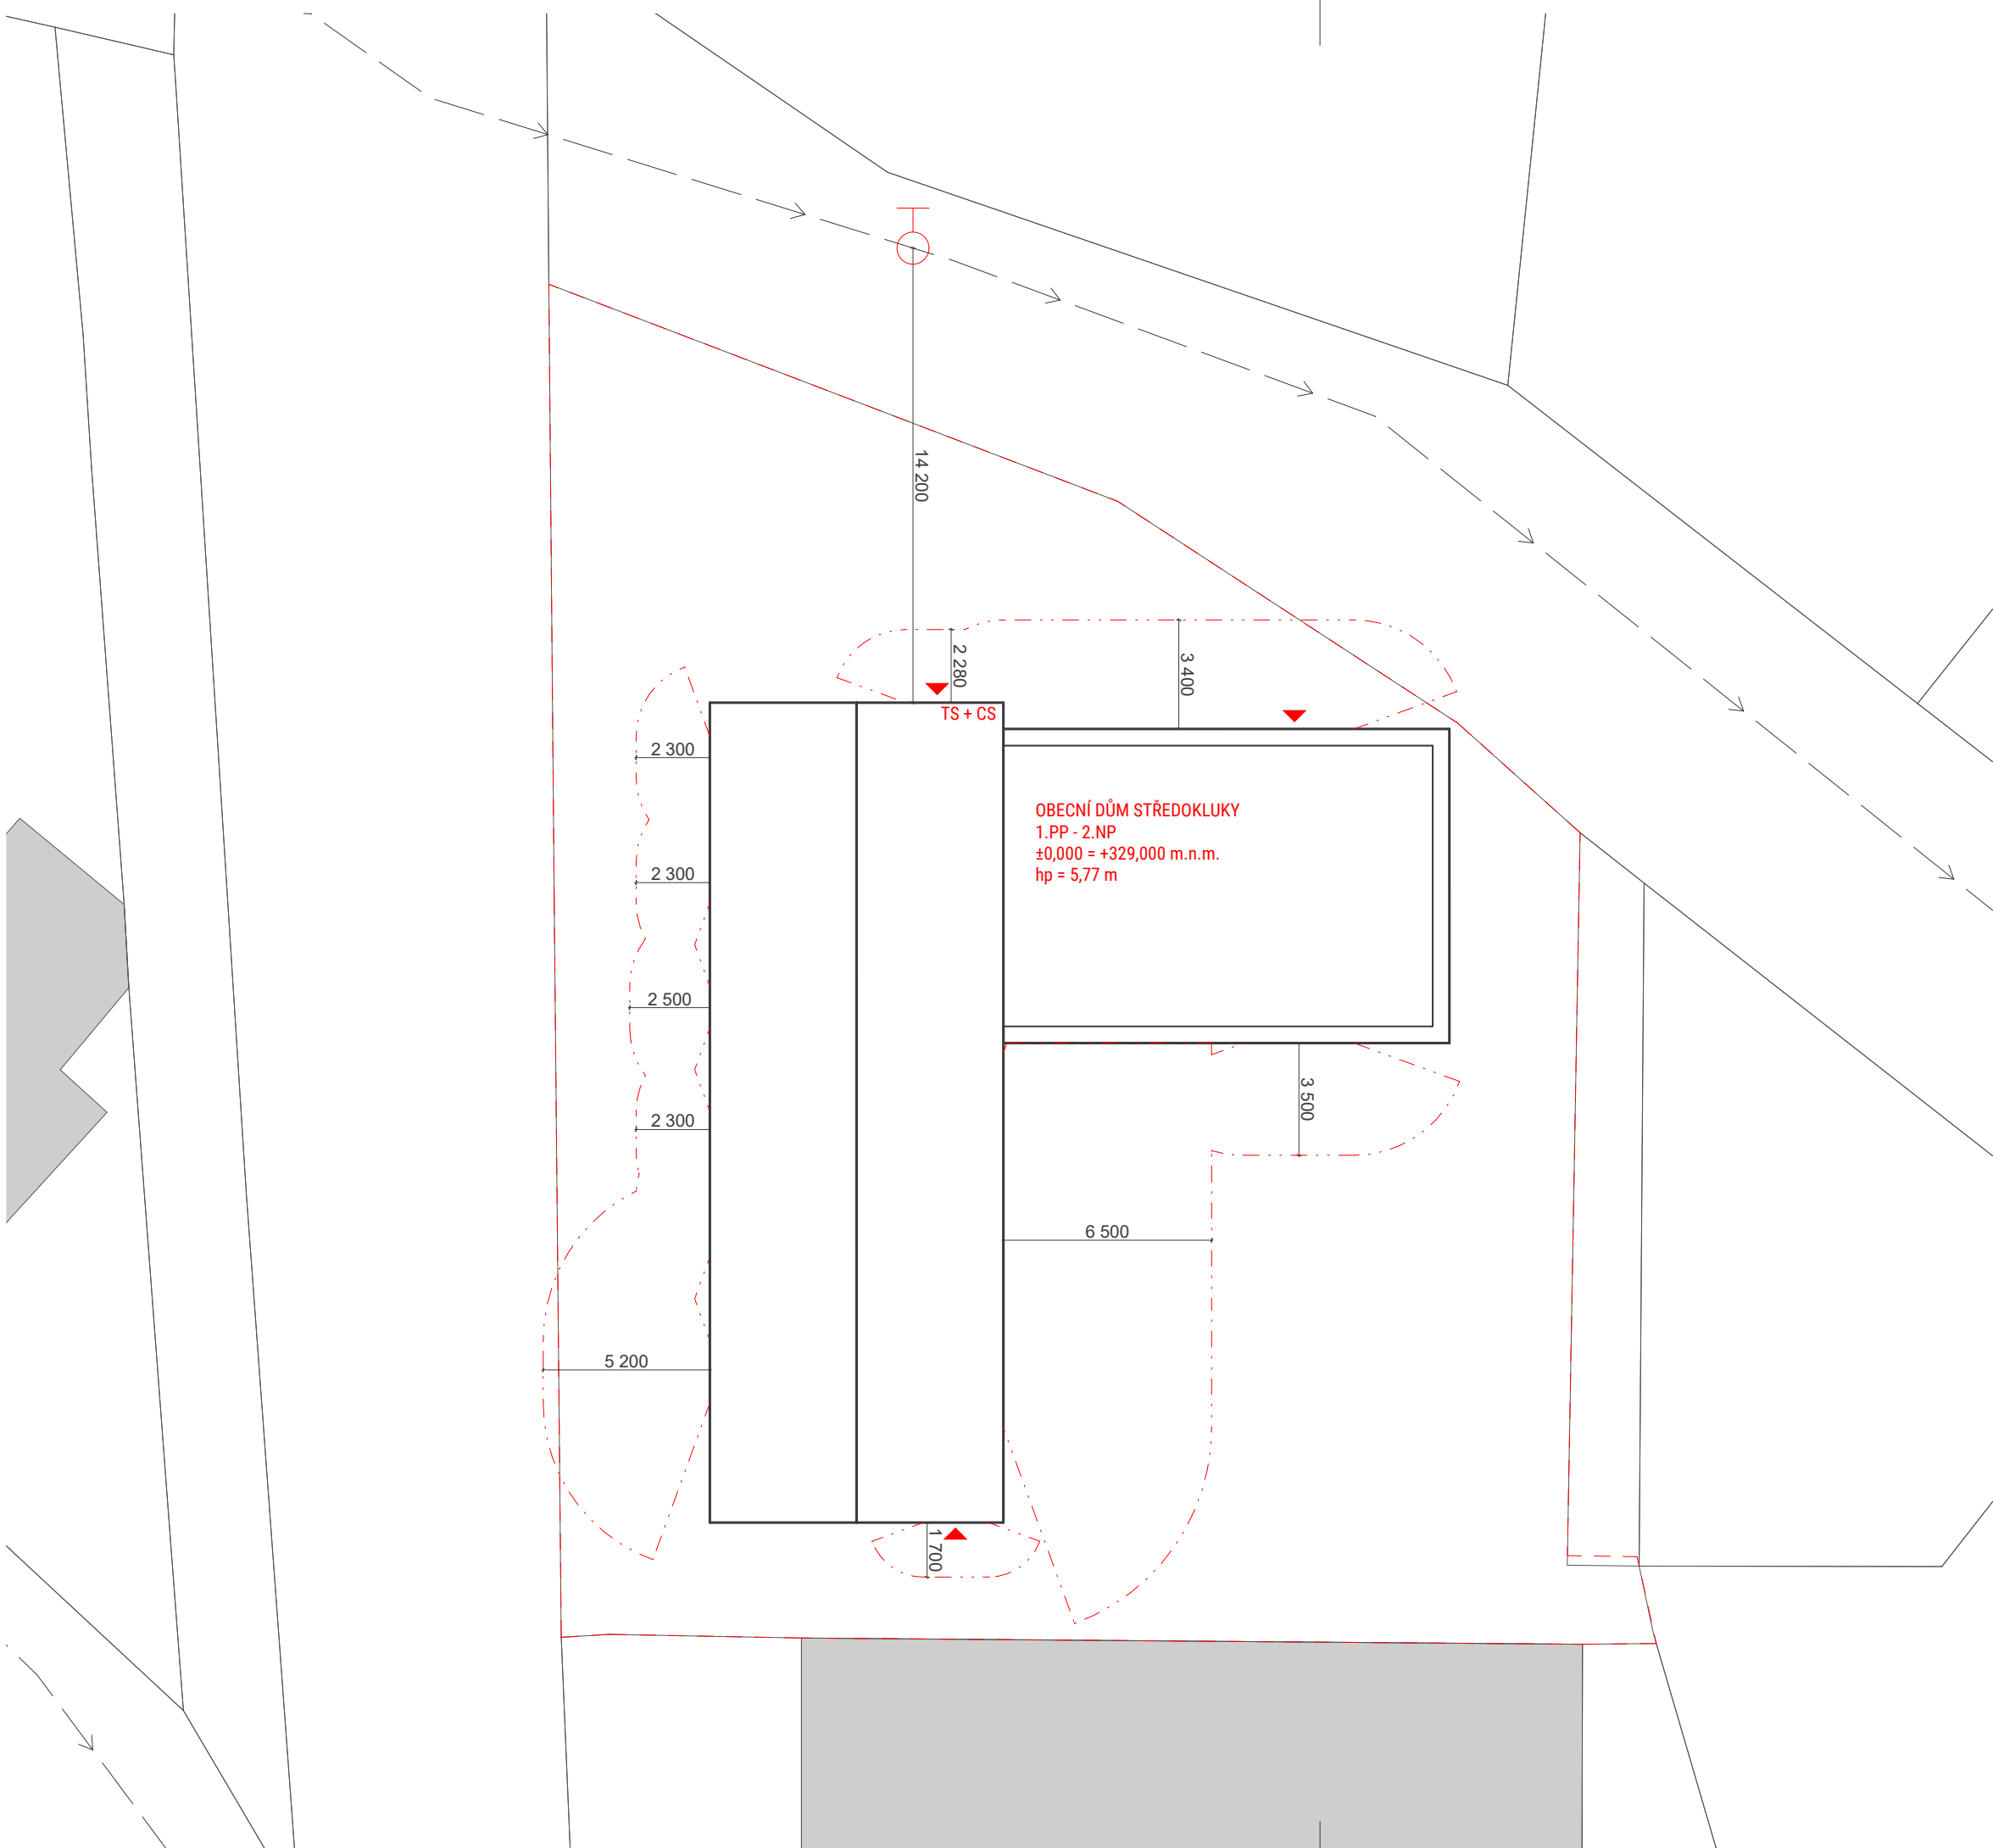 14 200
2 280
3 400
TS + CS
2 300
OBECNÍ DŮM STŘEDOKLUKY
1.PP - 2.NP
±0,000 = +329,000 m.n.m.
hp = 5,77 m
2 300
2 500
3 500
2 300
6 500
5 200
1 700